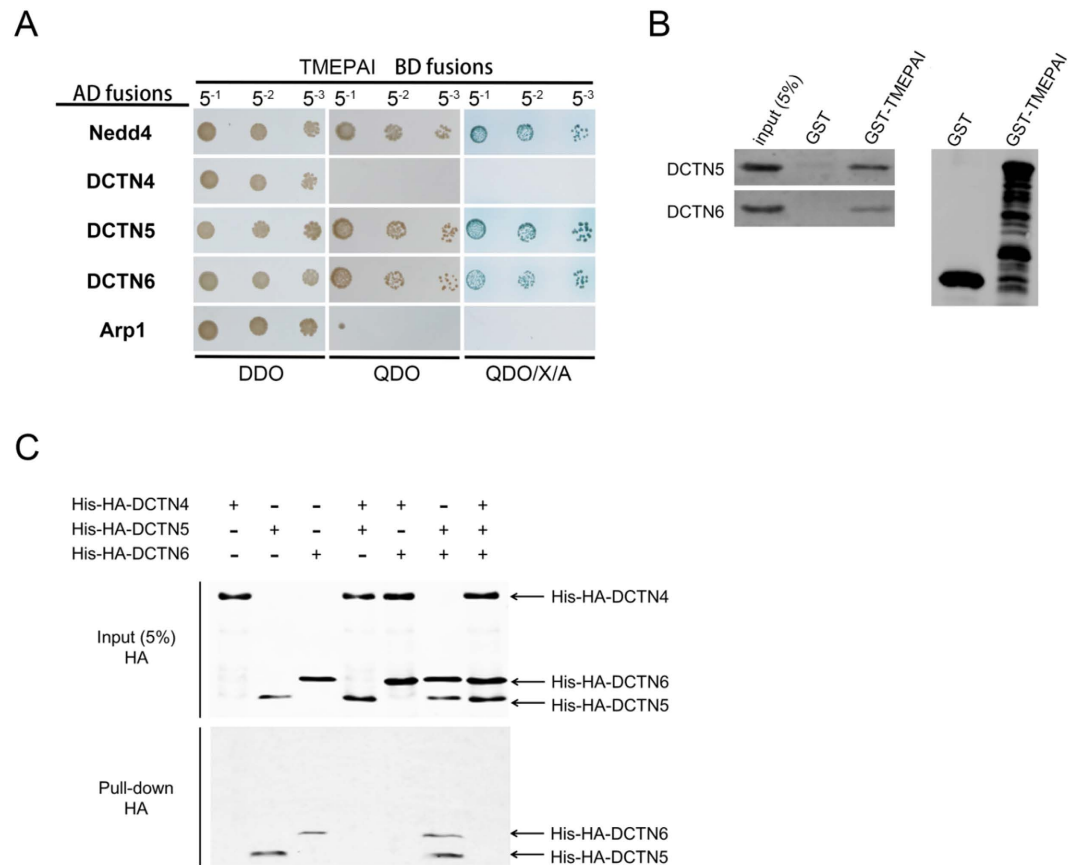 A
TMEPAI BD fusions
AD fusions 5-1 5-2 5-3 5-1 5-2 5-3 5-1 5-2 5-3
Nedd4
DCTN4
DCTN5
DCTN6
Arp1
DDO QDO QDO/X/A
B
input (5%) GST GST-TMEPAI GST GST-TMEPAI
DCTN5
DCTN6
C
His-HA-DCTN4 + - - + + - +
His-HA-DCTN5 - + - + - + +
His-HA-DCTN6 - - + - + + +
Input (5%)
HA
His-HA-DCTN4
His-HA-DCTN6
His-HA-DCTN5
Pull-down
HA
His-HA-DCTN6
His-HA-DCTN5